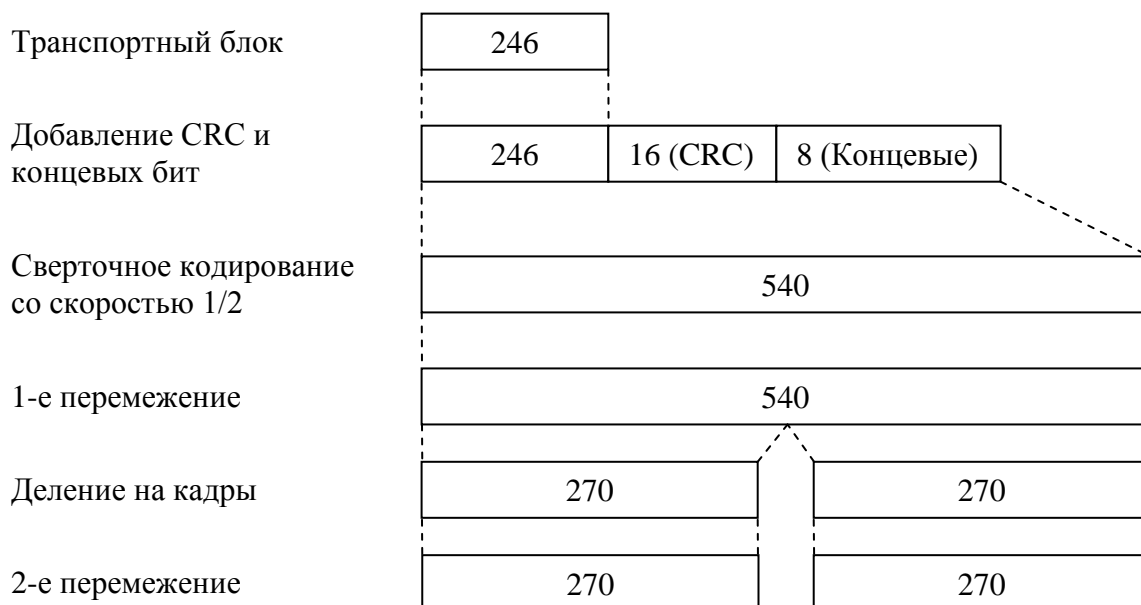 Транспортный блок
246
Добавление CRC и
концевых бит
246 16 (CRC) 8 (Концевые)
Сверточное кодирование
со скоростью 1/2
540
1-е перемежение
540
Деление на кадры
270 270
2-е перемежение
270 270